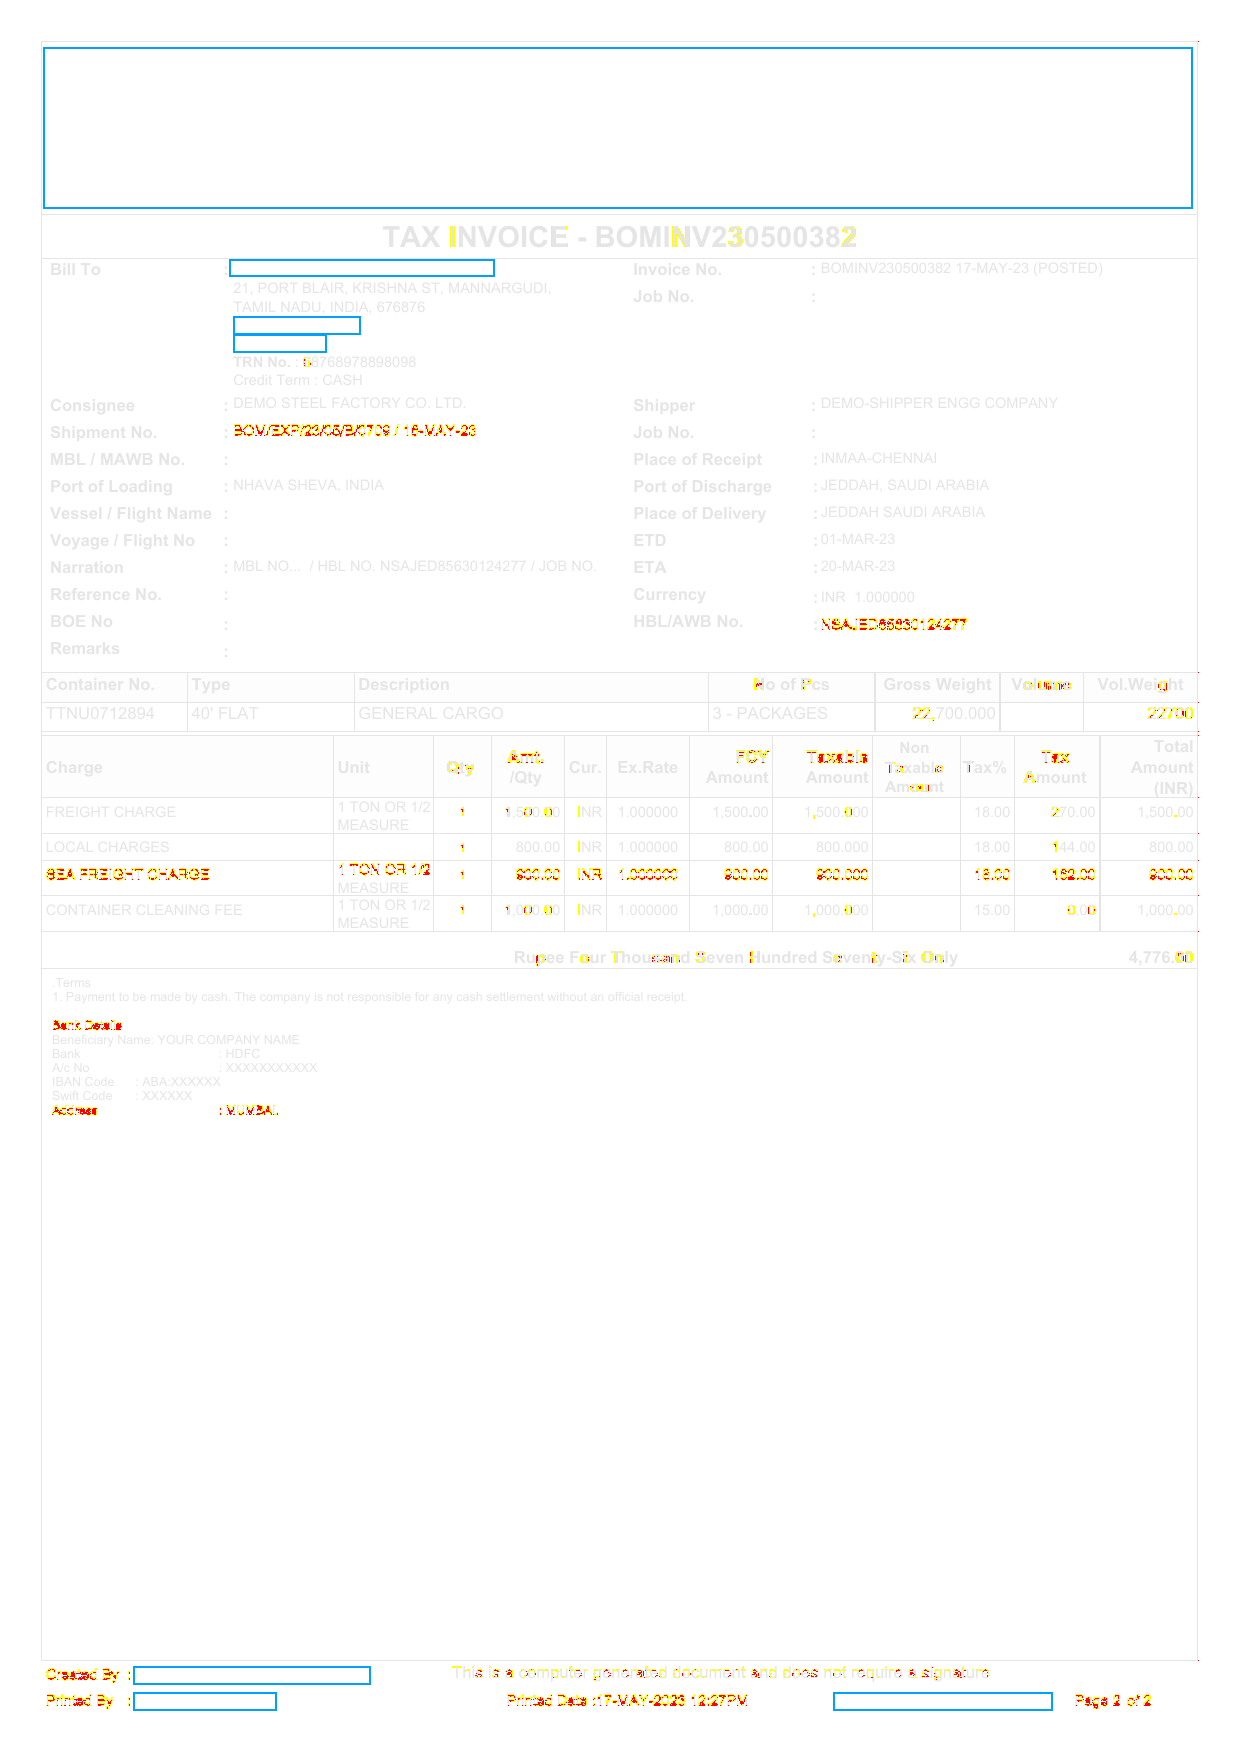 TAX INVOICE - BOMINV230500382
Bill To : Invoice No. : BOMINV230500382 17-MAY-23 (POSTED)
21, PORT BLAIR, KRISHNA ST, MANNARGUDI, Job No. :
TAMIL NADU, INDIA, 676876
TRN No. : 768978898098
Credit Term : CASH
Consignee : DEMO STEEL FACTORY CO. LTD. Shipper : DEMO-SHIPPER ENGG COMPANY
Shipment No. : BOM/EXP/23/05/B/0709 / 16-MAY-23 Job No. :
MBL / MAWB No. : Place of Receipt : INMAA-CHENNAI
Port of Loading : NHAVA SHEVA, INDIA Port of Discharge : JEDDAH, SAUDI ARABIA
Vessel / Flight Name : Place of Delivery : JEDDAH SAUDI ARABIA
Voyage / Flight No : ETD : 01-MAR-23
Narration : MBL NO... / HBL NO. NSAJED85630124277 / JOB NO. ETA : 20-MAR-23
Reference No. : Currency : INR 1.000000
BOE No : HBL/AWB No. : NSAJED85630124277
Remarks :
Container No. Type Description No of Pcs Gross Weight Volume Vol.Weight
TTNU0712894 40' FLAT GENERAL CARGO 3 - PACKAGES 22,700.000 22700
Charge Unit Qty Amt. /Qty Cur. Ex.Rate FCY Amount Taxable Amount Non Taxable Amount Tax% Tax Amount Total Amount (INR)
FREIGHT CHARGE 1 TON OR 1/2 MEASURE 1 1,500.00 INR 1.000000 1,500.00 1,500.000 18.00 270.00 1,500.00
LOCAL CHARGES 1 800.00 INR 1.000000 800.00 800.000 18.00 144.00 800.00
SEA FREIGHT CHARGE 1 TON OR 1/2 MEASURE 1 900.00 INR 1.000000 900.00 900.000 18.00 162.00 900.00
CONTAINER CLEANING FEE 1 TON OR 1/2 MEASURE 1 1,000.00 INR 1.000000 1,000.00 1,000.000 15.00 0.00 1,000.00
Rupee Four Thousand Seven Hundred Seventy-Six Only 4,776.00
.Terms
1. Payment to be made by cash. The company is not responsible for any cash settlement without an official receipt.
Bank Details
Beneficiary Name: YOUR COMPANY NAME
Bank : HDFC
A/c No : XXXXXXXXXXX
IBAN Code : ABA:XXXXXX
Swift Code : XXXXXX
Address : MUMBAI,
Created By : This is a computer generated document and does not require a signature
Printed By : Printed Date :17-MAY-2023 12:27PM Page 2 of 2